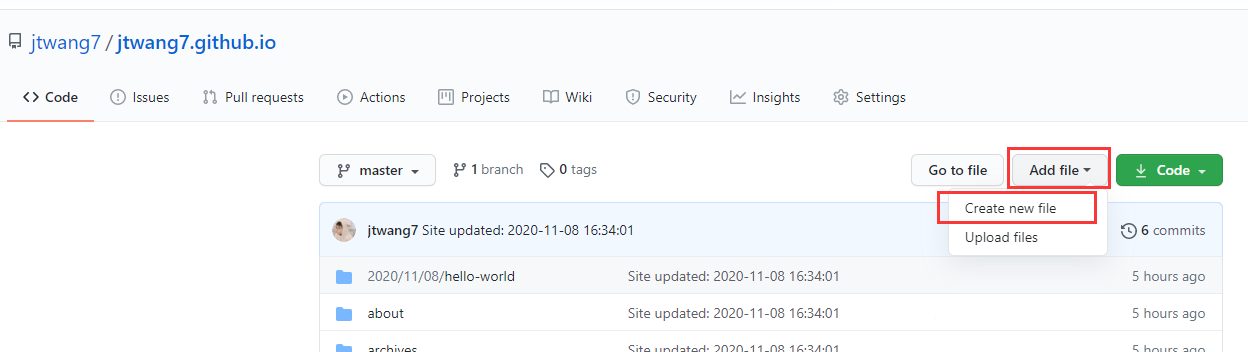 jtwang7 / jtwang7.github.io
Code Issues Pull requests Actions Projects Wiki Security Insights Settings
master 1 branch 0 tags Go to file Add file Code
Create new file
Upload files
jtwang7 Site updated: 2020-11-08 16:34:01 6 commits
2020/11/08/hello-world Site updated: 2020-11-08 16:34:01 5 hours ago
about Site updated: 2020-11-08 16:34:01 5 hours ago
archives Site updated: 2020-11-08 16:34:01 5 hours ago